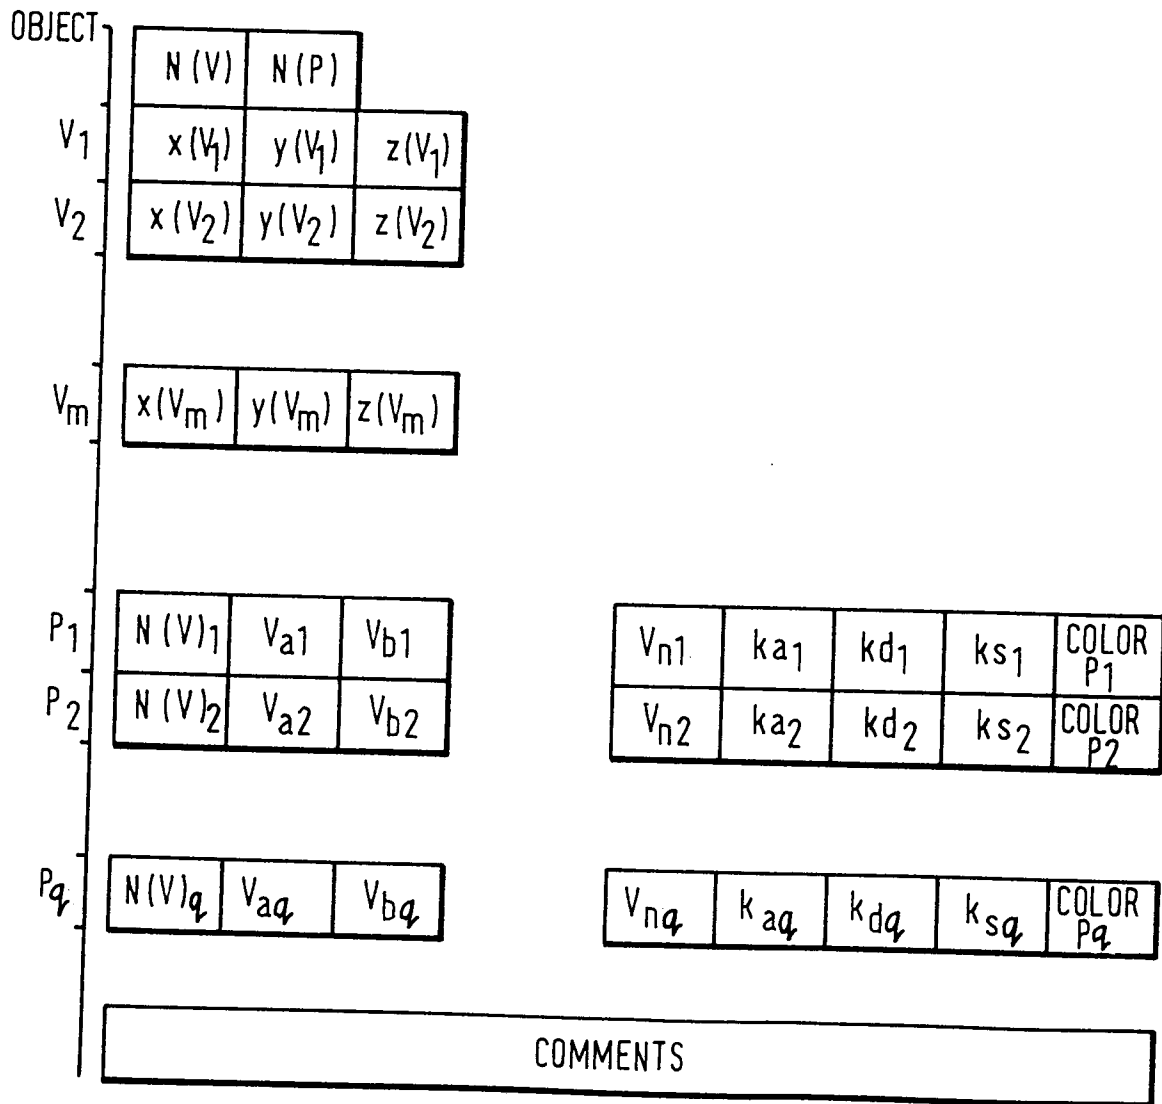 OBJECT
N(V) N(P)
V1 x(V1) y(V1) z(V1)
V2 x(V2) y(V2) z(V2)
Vm x(Vm) y(Vm) z(Vm)
P1 N(V)1 Va1 Vb1 Vn1 ka1 kd1 ks1 COLOR P1
P2 N(V)2 Va2 Vb2 Vn2 ka2 kd2 ks2 COLOR P2
Pq N(V)q Vaq Vbq Vnq kaq kdq ksq COLOR Pq
COMMENTS